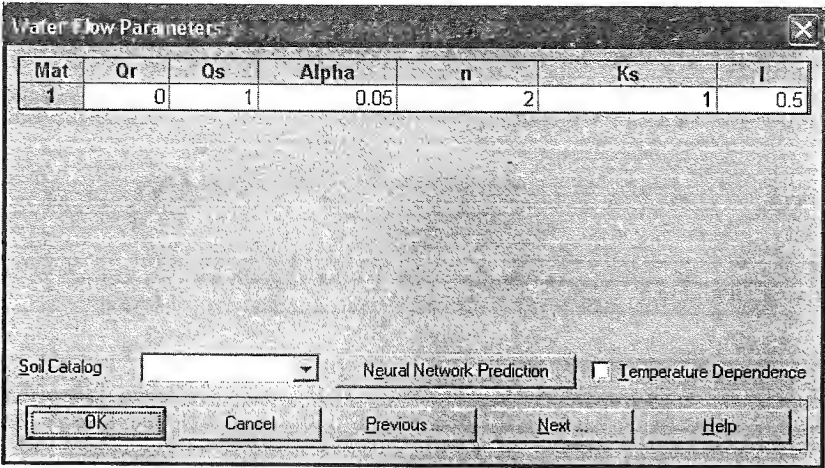 Water Flow Parameters
Mat Qr Qs Alpha n Ks l
1 0 1 0.05 2 1 0.5
Soil Catalog Neural Network Prediction Temperature Dependence
OK Cancel Previous ... Next ... Help